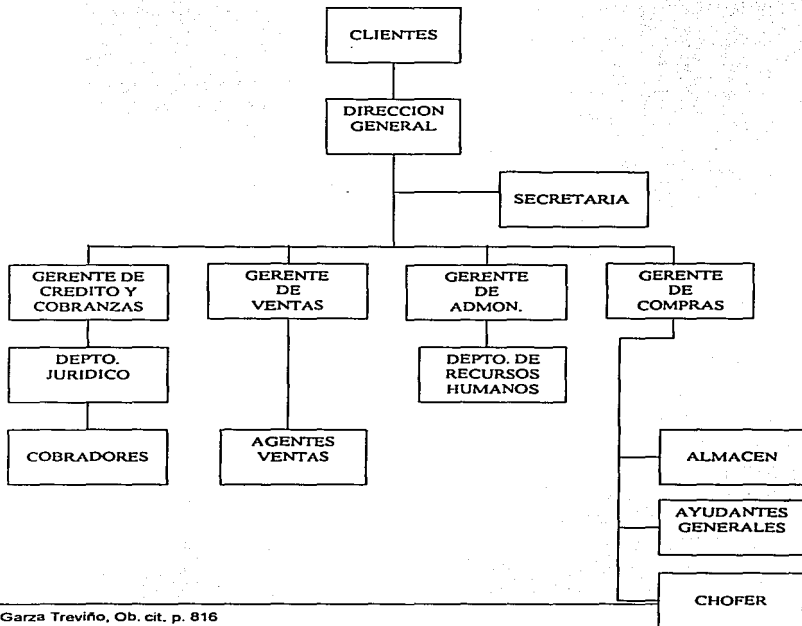 CLIENTES
DIRECCION
GENERAL
SECRETARIA
GERENTE DE
CREDITO Y
COBRANZAS
GERENTE
DE
VENTAS
GERENTE
DE
ADMON.
GERENTE
DE
COMPRAS
DEPTO.
JURIDICO
DEPTO. DE
RECURSOS
HUMANOS
COBRADORES
AGENTES
VENTAS
ALMACEN
AYUDANTES
GENERALES
CHOFER
Garza Treviño, Ob. cit. p. 816